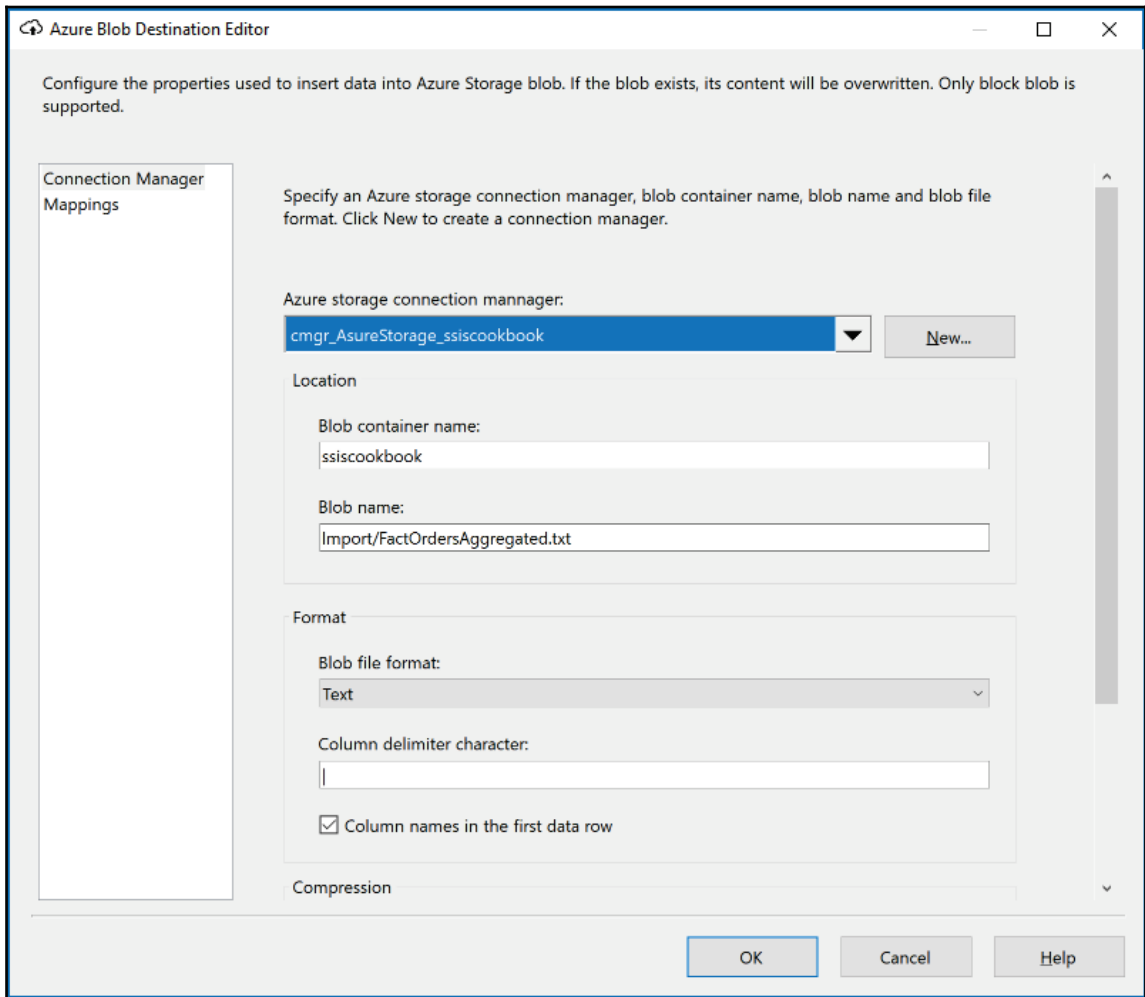 Azure Blob Destination Editor
Configure the properties used to insert data into Azure Storage blob. If the blob exists, its content will be overwritten. Only block blob is
supported.
Connection Manager
Mappings
Specify an Azure storage connection manager, blob container name, blob name and blob file
format. Click New to create a connection manager.
Azure storage connection mannager:
cmgr_AsureStorage_ssiscookbook
New...
Location
Blob container name:
ssiscookbook
Blob name:
Import/FactOrdersAggregated.txt
Format
Blob file format:
Text
Column delimiter character:
|
Column names in the first data row
Compression
OK
Cancel
Help